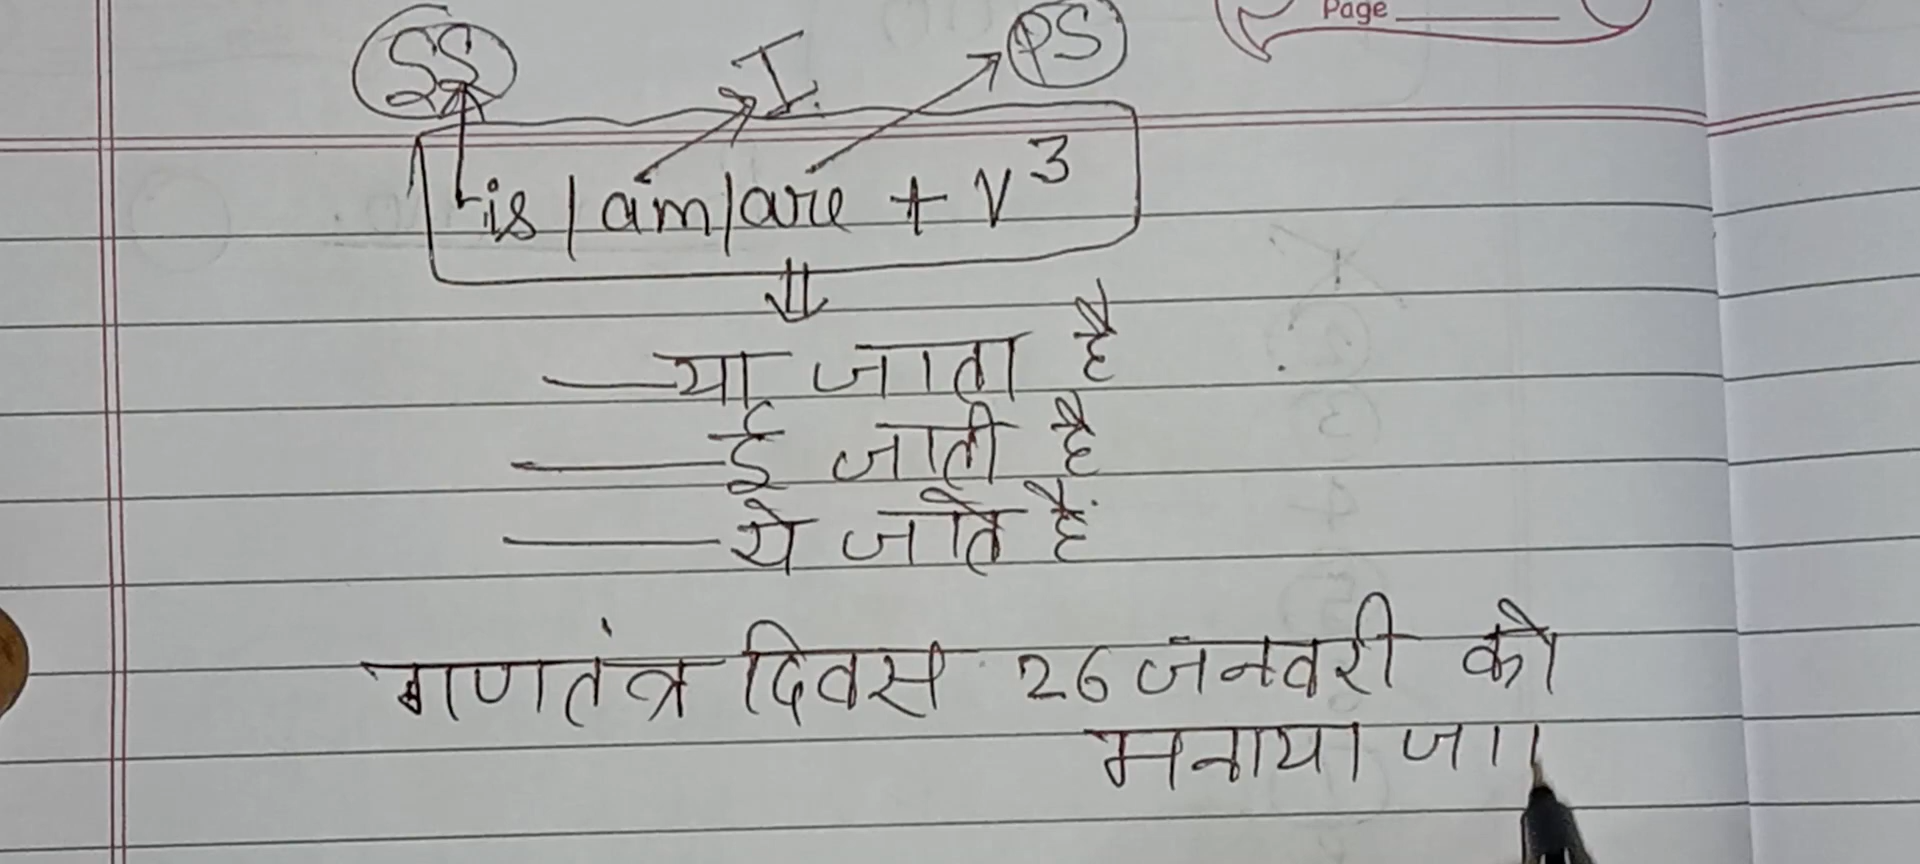 Page
SS I PS
is / am / are + V³
या जाता है
ई जाती है
ये जाते हैं
गणतंत्र दिवस 26 जनवरी को
मनाया जा